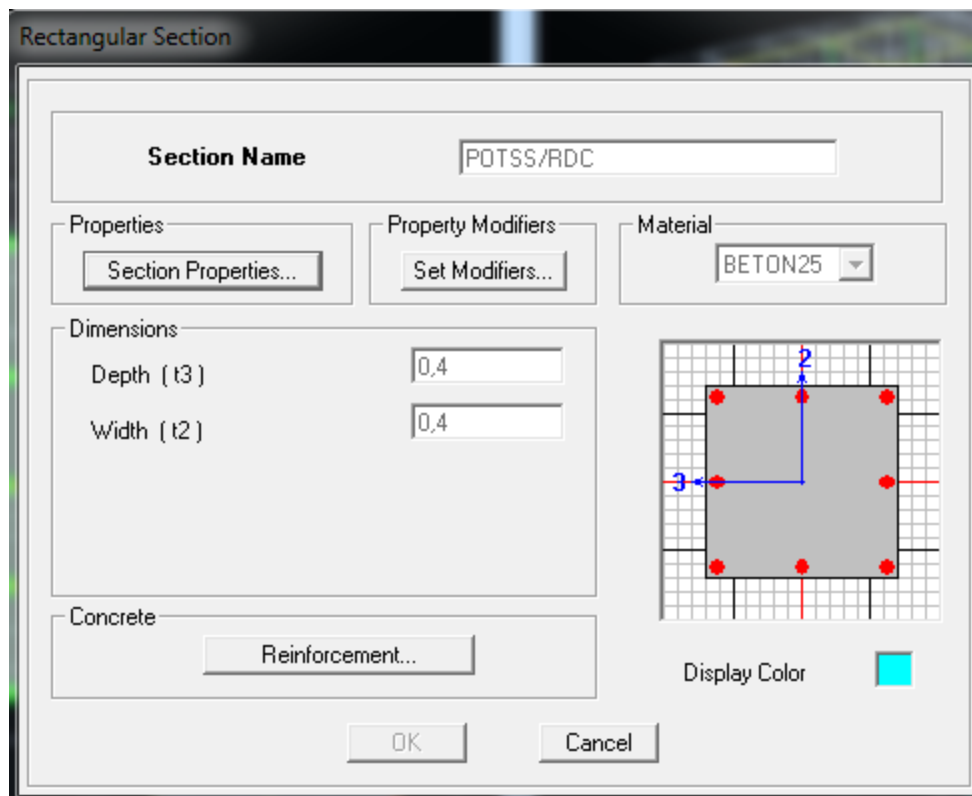 Rectangular Section
Section Name
POTSS/RDC
Properties
Section Properties...
Property Modifiers
Set Modifiers...
Material
BETON25
Dimensions
Depth ( t3 )
0,4
Width ( t2 )
0,4
2
3
Concrete
Reinforcement...
Display Color
OK
Cancel